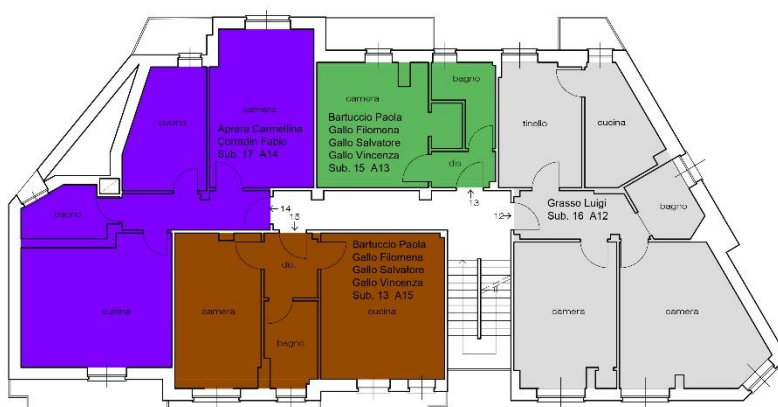 camera
cucina
Aprera Carmellina
Corradin Fabio
Sub. 17 A14
bagno
cucina
14
camera
Bartuccio Paola
Gallo Filomena
Gallo Salvatore
Gallo Vincenza
Sub. 15 A13
bagno
dis.
13
tinello
cucina
Grasso Luigi
Sub. 16 A12
bagno
12
camera
camera
15
dis.
Bartuccio Paola
Gallo Filomena
Gallo Salvatore
Gallo Vincenza
Sub. 13 A15
cucina
camera
bagno